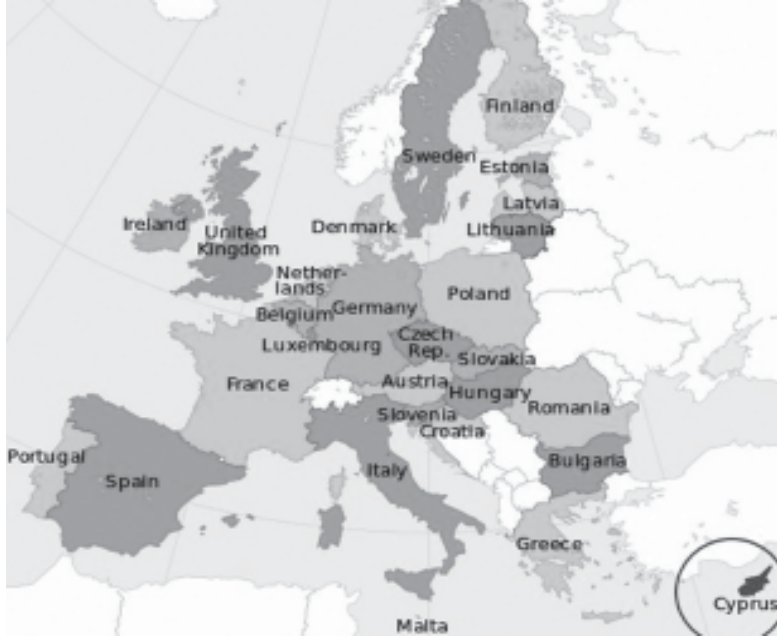 Finland
Sweden
Estonia
Latvia
Lithuania
Ireland
United
Kingdom
Denmark
Nether-
lands
Belgium
Germany
Poland
Luxembourg
Czech
Rep.
Slovakia
France
Austria
Hungary
Slovenia
Croatia
Romania
Portugal
Spain
Italy
Bulgaria
Greece
Cyprus
Malta